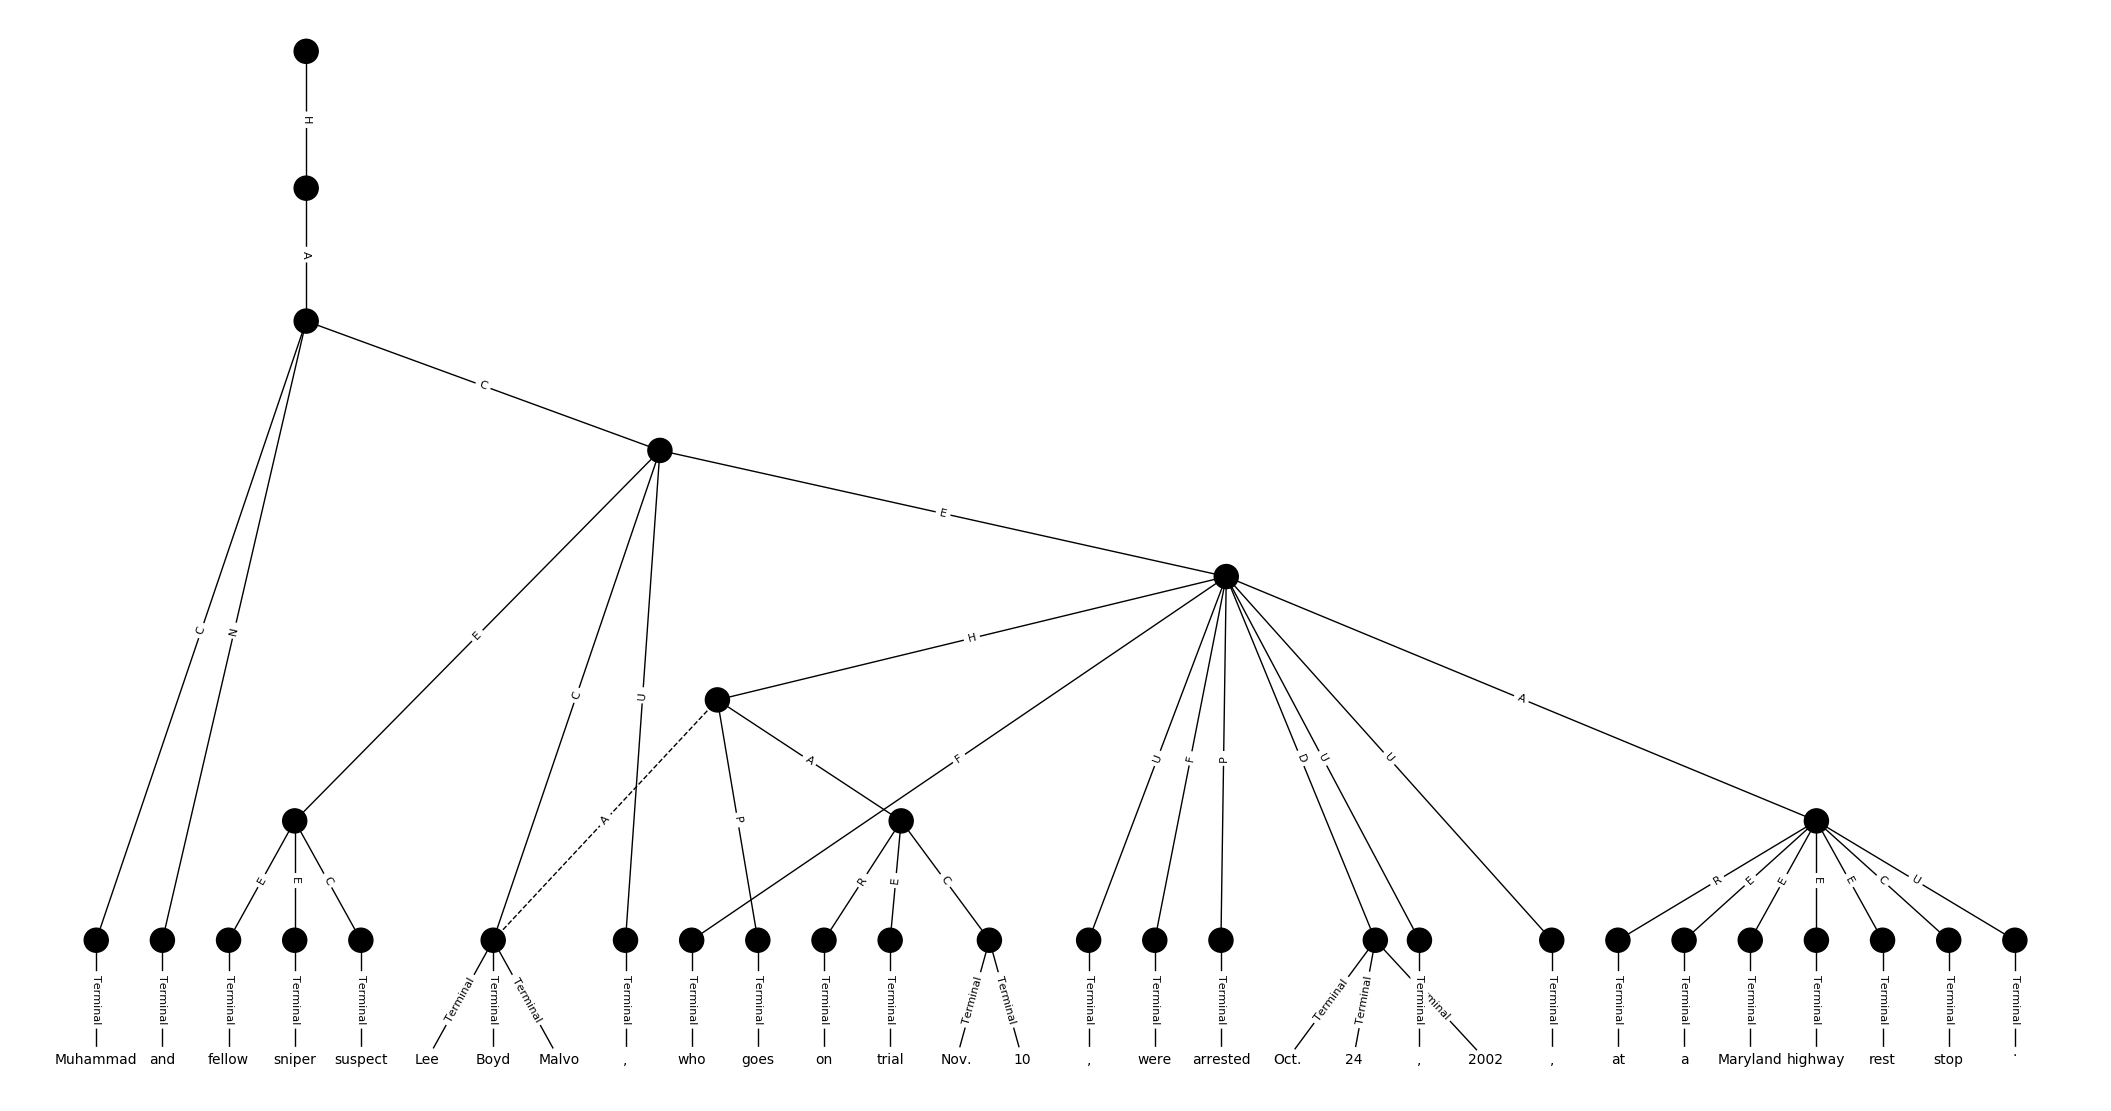 H
A
C
E
H
A
C N E C U A A P F U F P D U U
E E C R E C R E E E E C U
Terminal Terminal Terminal Terminal Terminal Terminal Terminal Terminal Terminal Terminal Terminal Terminal Terminal Terminal Terminal Terminal Terminal Terminal Terminal Terminal Terminal minal Terminal Terminal Terminal Terminal Terminal Terminal Terminal Terminal
Muhammad and fellow sniper suspect Lee Boyd Malvo , who goes on trial Nov. 10 , were arrested Oct. 24 , 2002 , at a Maryland highway rest stop .